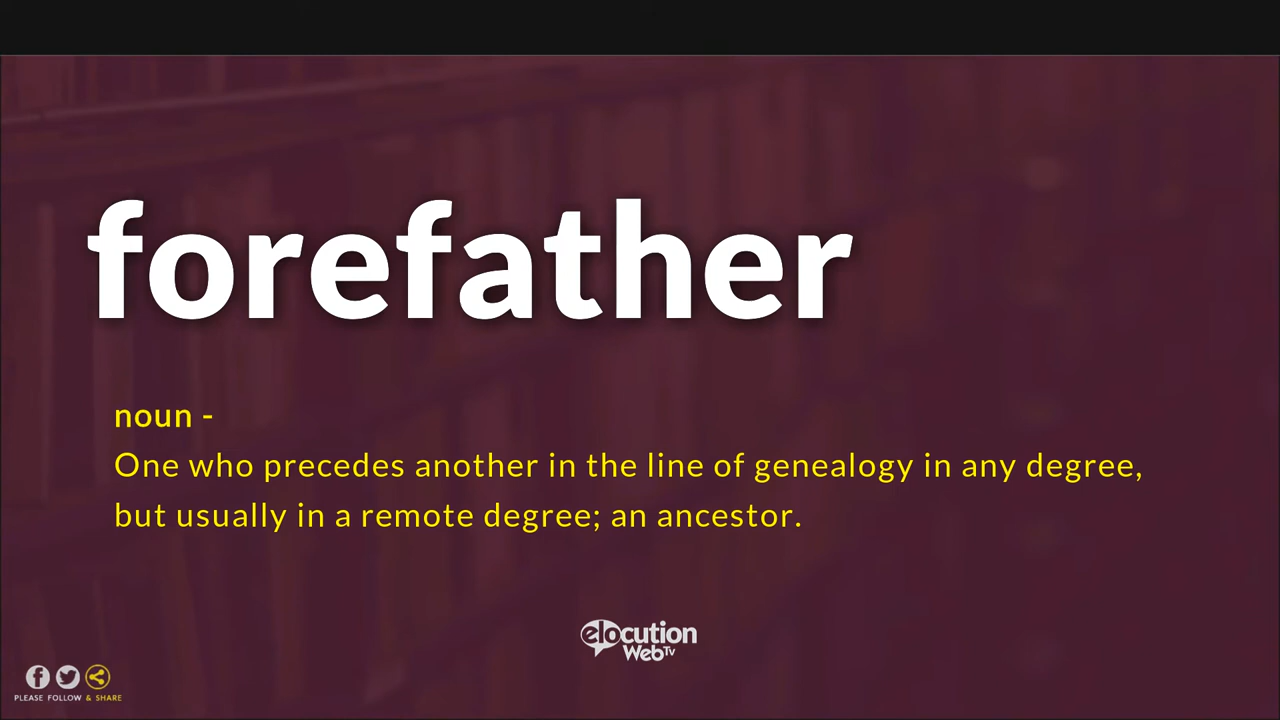 forefather
noun -
One who precedes another in the line of genealogy in any degree,
but usually in a remote degree; an ancestor.
elocution
WebTv
PLEASE FOLLOW & SHARE